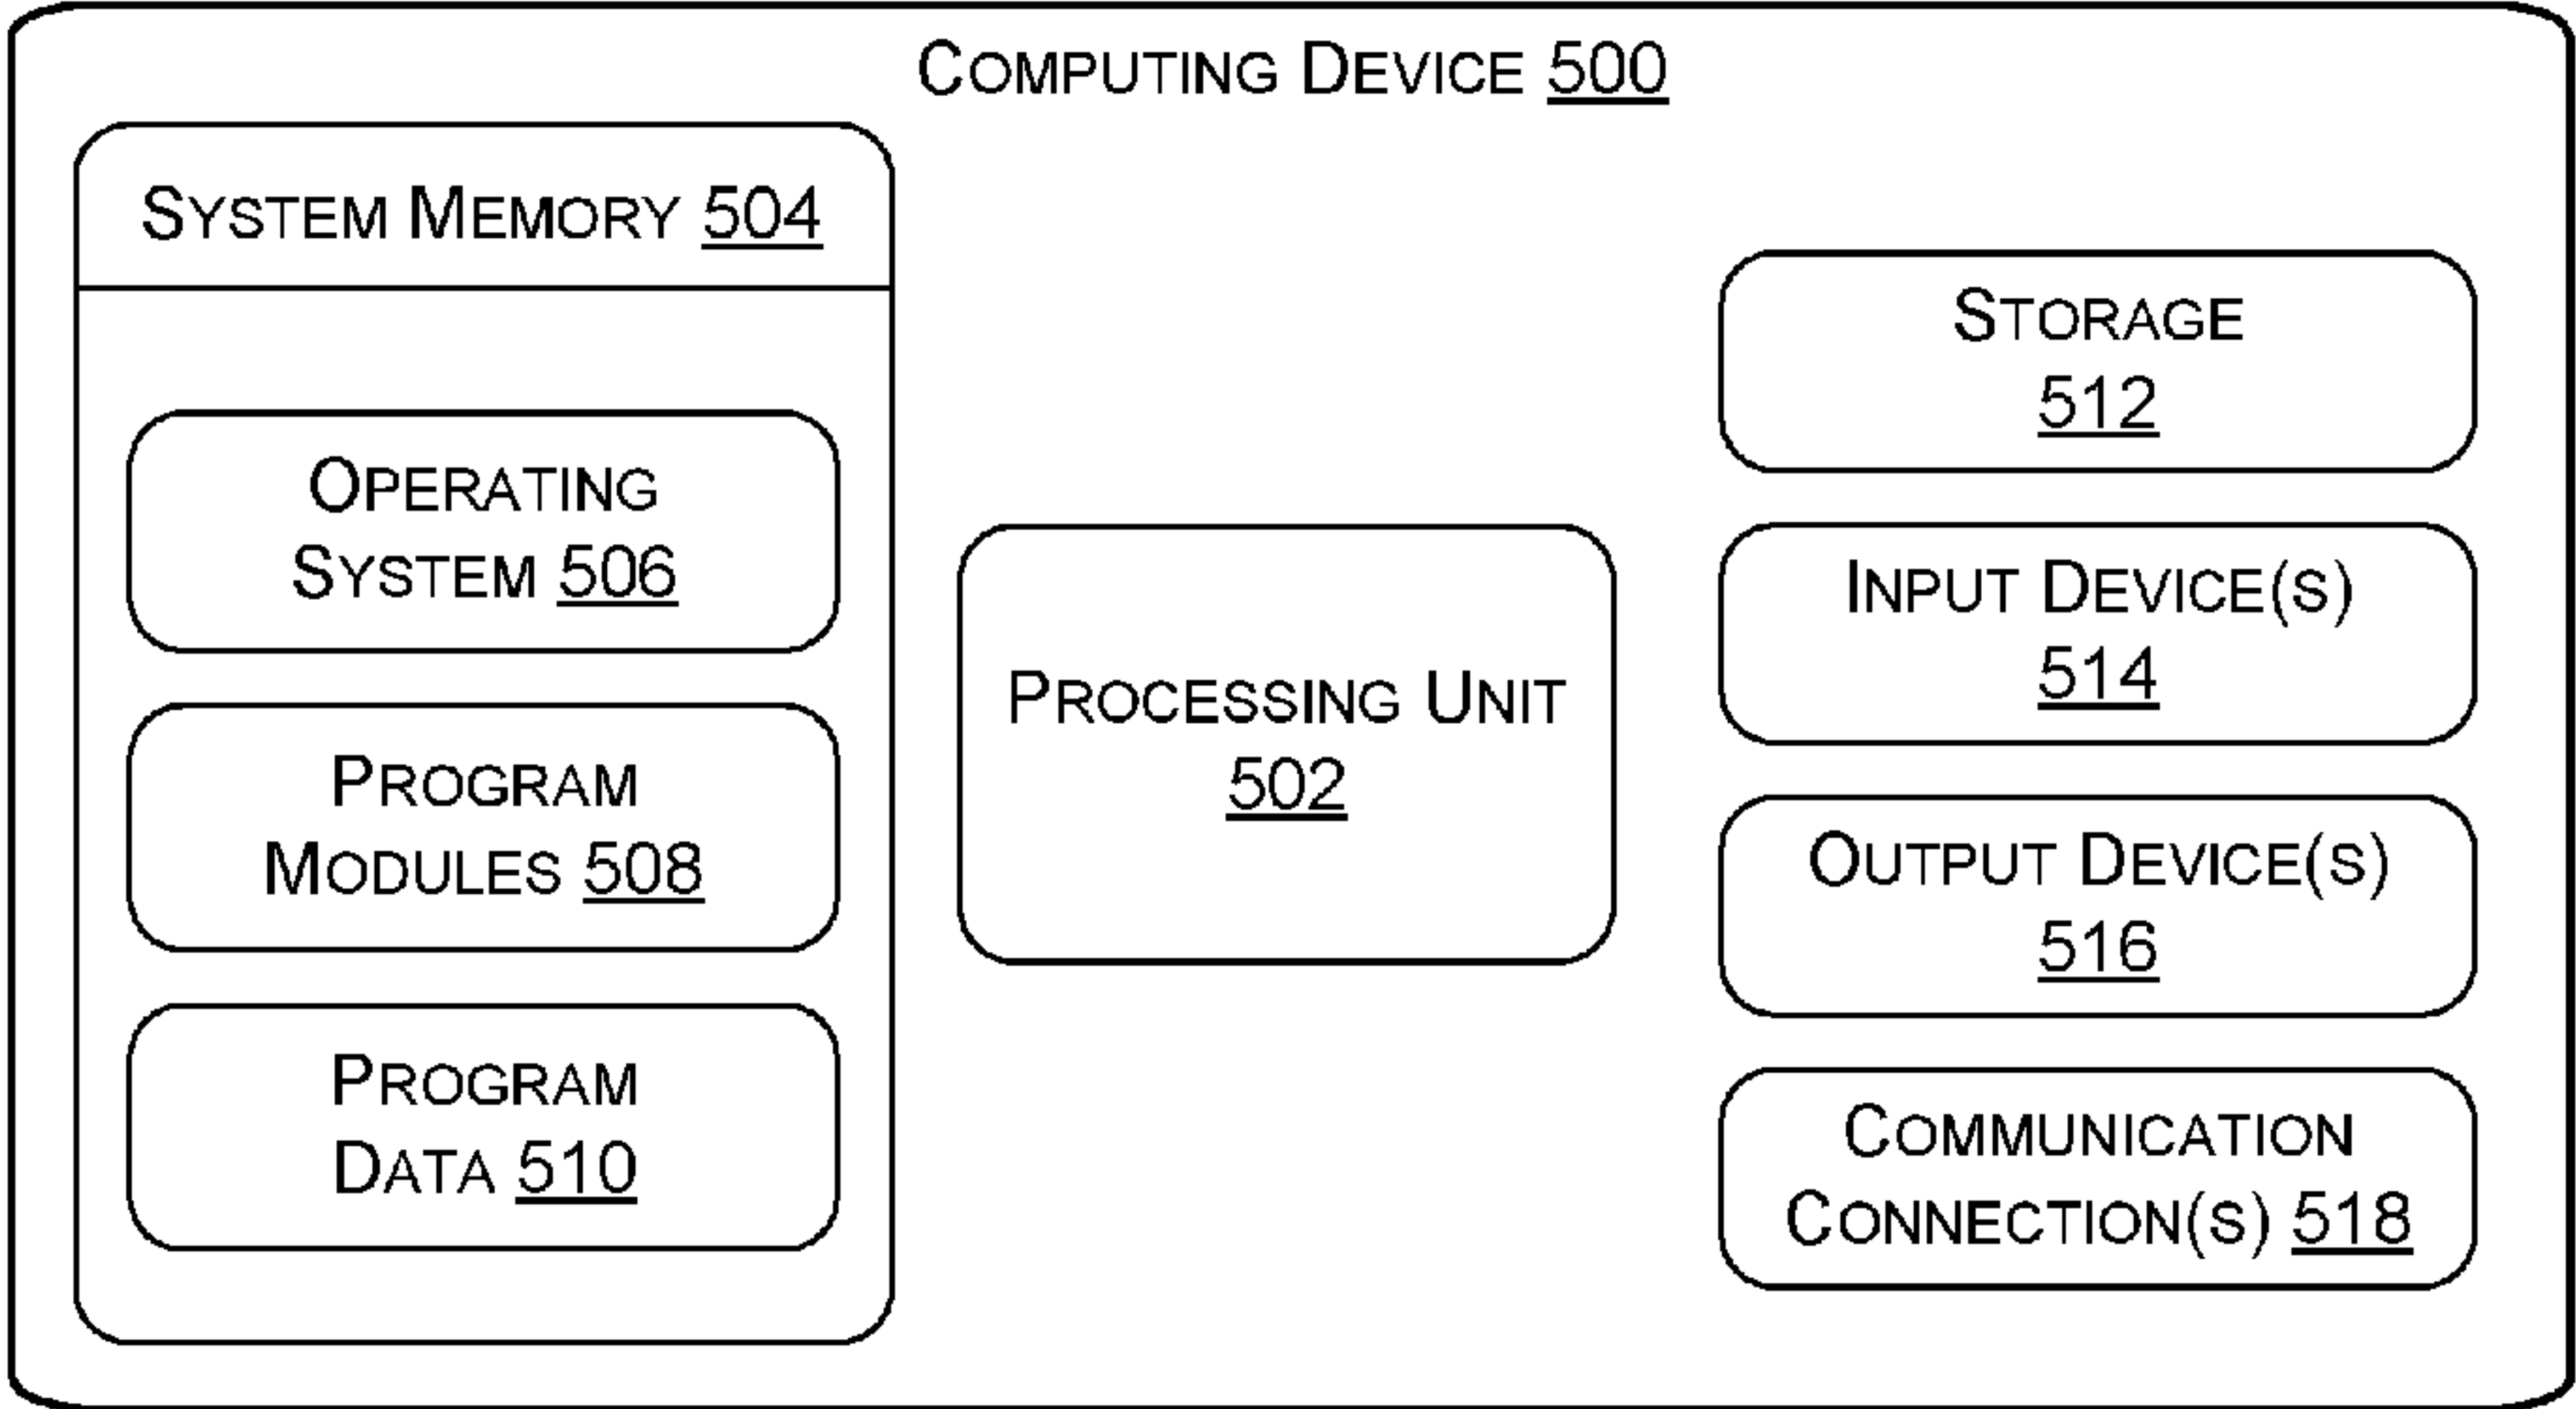 COMPUTING DEVICE 500
SYSTEM MEMORY 504
OPERATING
SYSTEM 506
PROGRAM
MODULES 508
PROGRAM
DATA 510
PROCESSING UNIT
502
STORAGE
512
INPUT DEVICE(S)
514
OUTPUT DEVICE(S)
516
COMMUNICATION
CONNECTION(S) 518